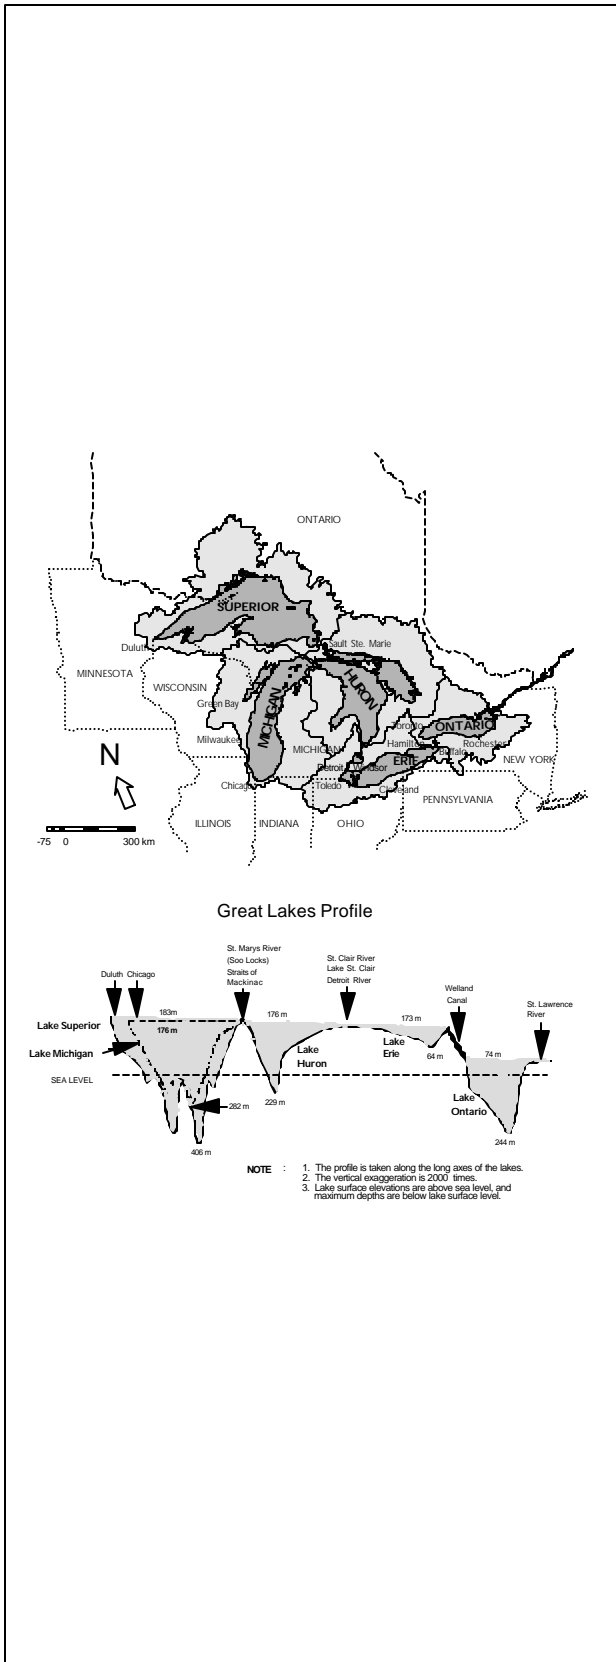 ONTARIO
SUPERIOR
Sault Ste. Marie
Duluth
MINNESOTA
WISCONSIN
HURON
Green Bay
MICHIGAN
Toronto
ONTARIO
Milwaukee
MICHIGAN
Hamilton
Buffalo
Rochester
ERIE
NEW YORK
N
Detroit
Windsor
Chicago
Toledo
Cleveland
PENNSYLVANIA
ILLINOIS
INDIANA
OHIO
-75 0 300 km
Great Lakes Profile
St. Marys River
(Soo Locks)
Straits of
Mackinac
St. Clair River
Lake St. Clair
Detroit River
Duluth Chicago
Welland
Canal
St. Lawrence
River
183m
176 m
173 m
Lake Superior
176 m
Lake Michigan
Lake
Huron
Lake
Erie
64 m
74 m
SEA LEVEL
Lake
Ontario
282 m
229 m
244 m
406 m
NOTE : 1. The profile is taken along the long axes of the lakes.
2. The vertical exaggeration is 2000 times.
3. Lake surface elevations are above sea level, and
maximum depths are below lake surface level.